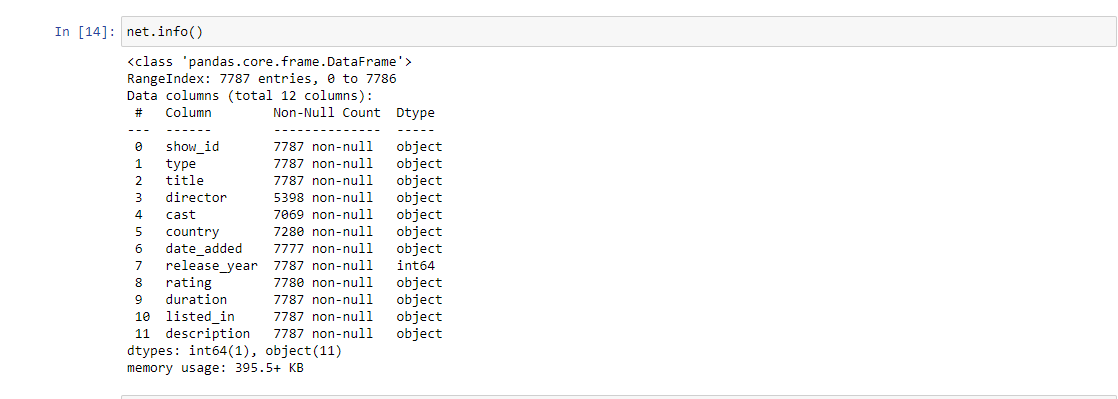 In [14]: net.info()
<class 'pandas.core.frame.DataFrame'>
RangeIndex: 7787 entries, 0 to 7786
Data columns (total 12 columns):
 #   Column        Non-Null Count  Dtype
---  ------        --------------  -----
 0   show_id       7787 non-null   object
 1   type          7787 non-null   object
 2   title         7787 non-null   object
 3   director      5398 non-null   object
 4   cast          7069 non-null   object
 5   country       7280 non-null   object
 6   date_added    7777 non-null   object
 7   release_year  7787 non-null   int64
 8   rating        7780 non-null   object
 9   duration      7787 non-null   object
 10  listed_in     7787 non-null   object
 11  description   7787 non-null   object
dtypes: int64(1), object(11)
memory usage: 395.5+ KB